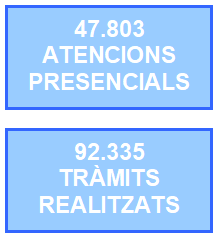 47.803
ATENCIONS
PRESENCIALS
92.335
TRÀMITS
REALITZATS